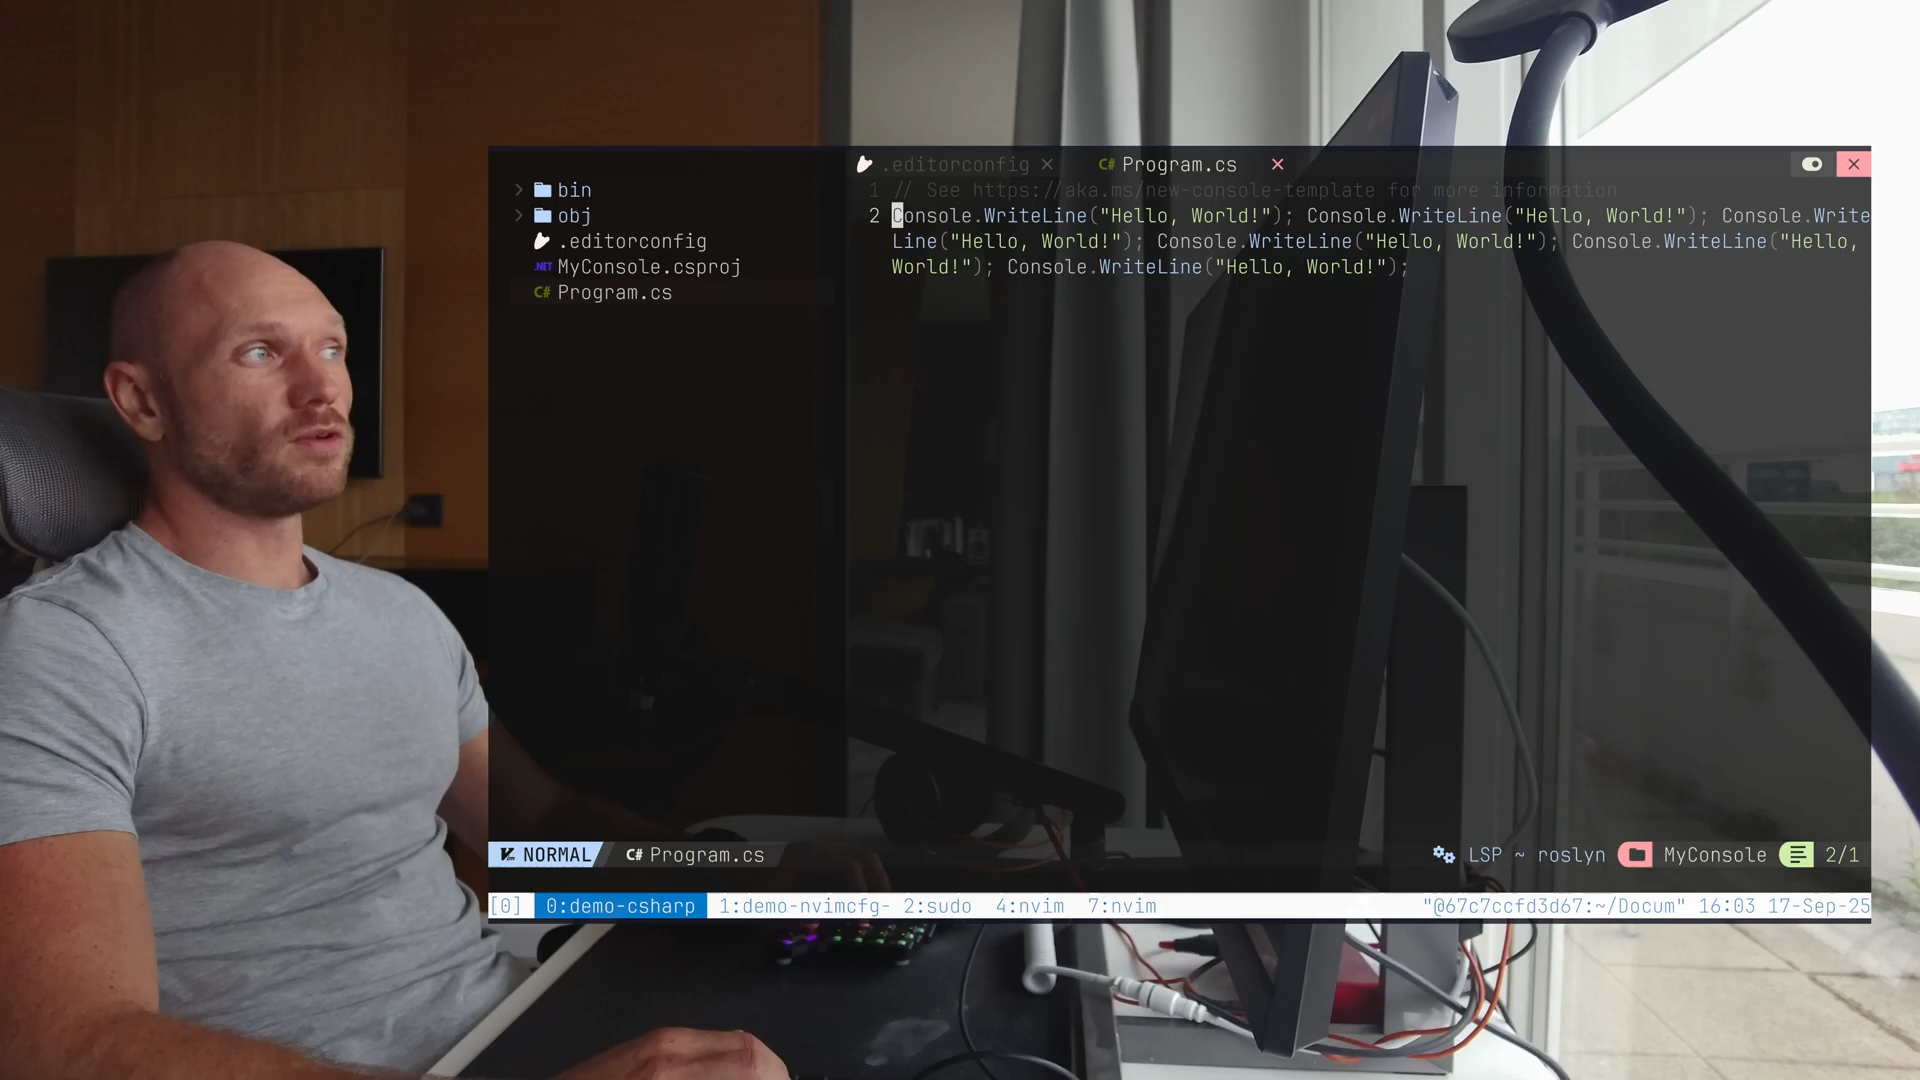 .editorconfig × C# Program.cs ×
bin
obj
.editorconfig
.NET MyConsole.csproj
C# Program.cs
1 // See https://aka.ms/new-console-template for more information
2 Console.WriteLine("Hello, World!"); Console.WriteLine("Hello, World!"); Console.Write
Line("Hello, World!"); Console.WriteLine("Hello, World!"); Console.WriteLine("Hello,
World!"); Console.WriteLine("Hello, World!");
NORMAL C# Program.cs LSP ~ roslyn MyConsole 2/1
[0] 0:demo-csharp 1:demo-nvimcfg- 2:sudo 4:nvim 7:nvim "@67c7ccfd3d67:~/Docum" 16:03 17-Sep-25